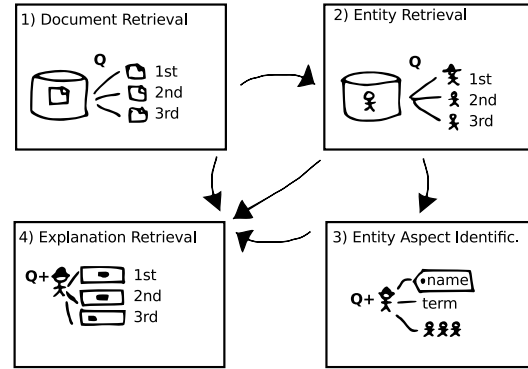 1) Document Retrieval
Q
1st
2nd
3rd
2) Entity Retrieval
Q
1st
2nd
3rd
4) Explanation Retrieval
Q+
1st
2nd
3rd
3) Entity Aspect Identific.
Q+
name
term